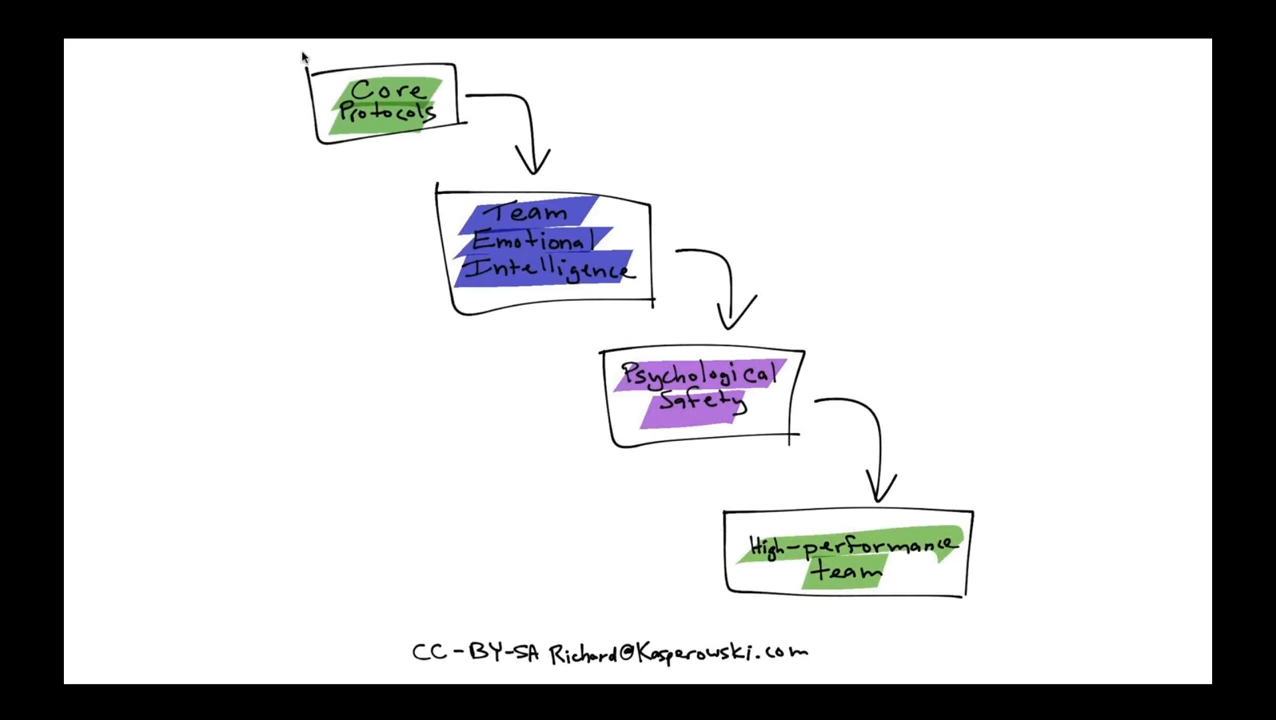 Core
Protocols
Team
Emotional
Intelligence
Psychological
Safety
High-performance
team
CC-BY-SA Richard@Kasperowski.com